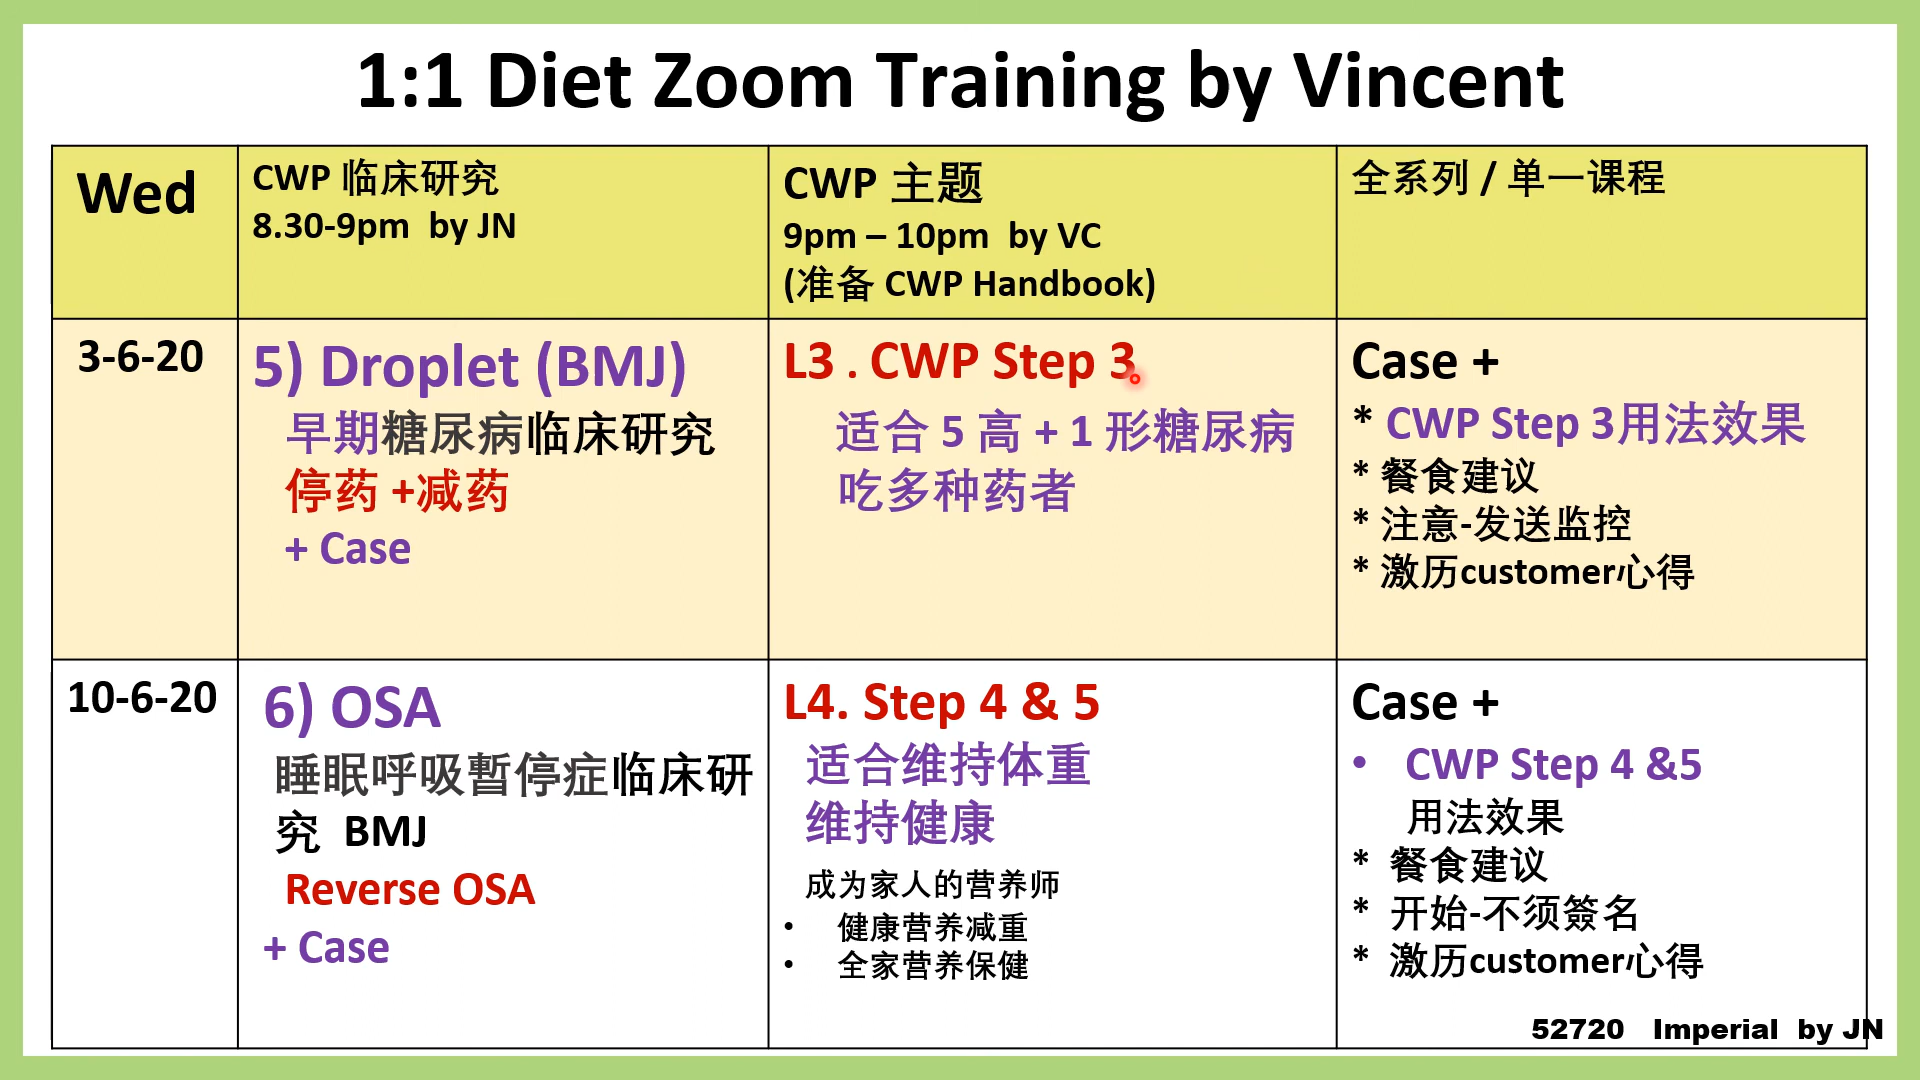 1:1 Diet Zoom Training by Vincent
Wed
CWP 临床研究
8.30-9pm by JN
CWP 主题
9pm – 10pm by VC
(准备 CWP Handbook)
全系列 / 单一课程
3-6-20
5) Droplet (BMJ)
早期糖尿病临床研究
停药 +减药
+ Case
L3 . CWP Step 3
适合 5 高 + 1 形糖尿病
吃多种药者
Case +
* CWP Step 3用法效果
* 餐食建议
* 注意-发送监控
* 激历customer心得
10-6-20
6) OSA
睡眠呼吸暫停症临床研
究 BMJ
Reverse OSA
+ Case
L4. Step 4 & 5
适合维持体重
维持健康
成为家人的营养师
• 健康营养减重
• 全家营养保健
Case +
• CWP Step 4 &5
用法效果
* 餐食建议
* 开始-不须簽名
* 激历customer心得
52720 Imperial by JN